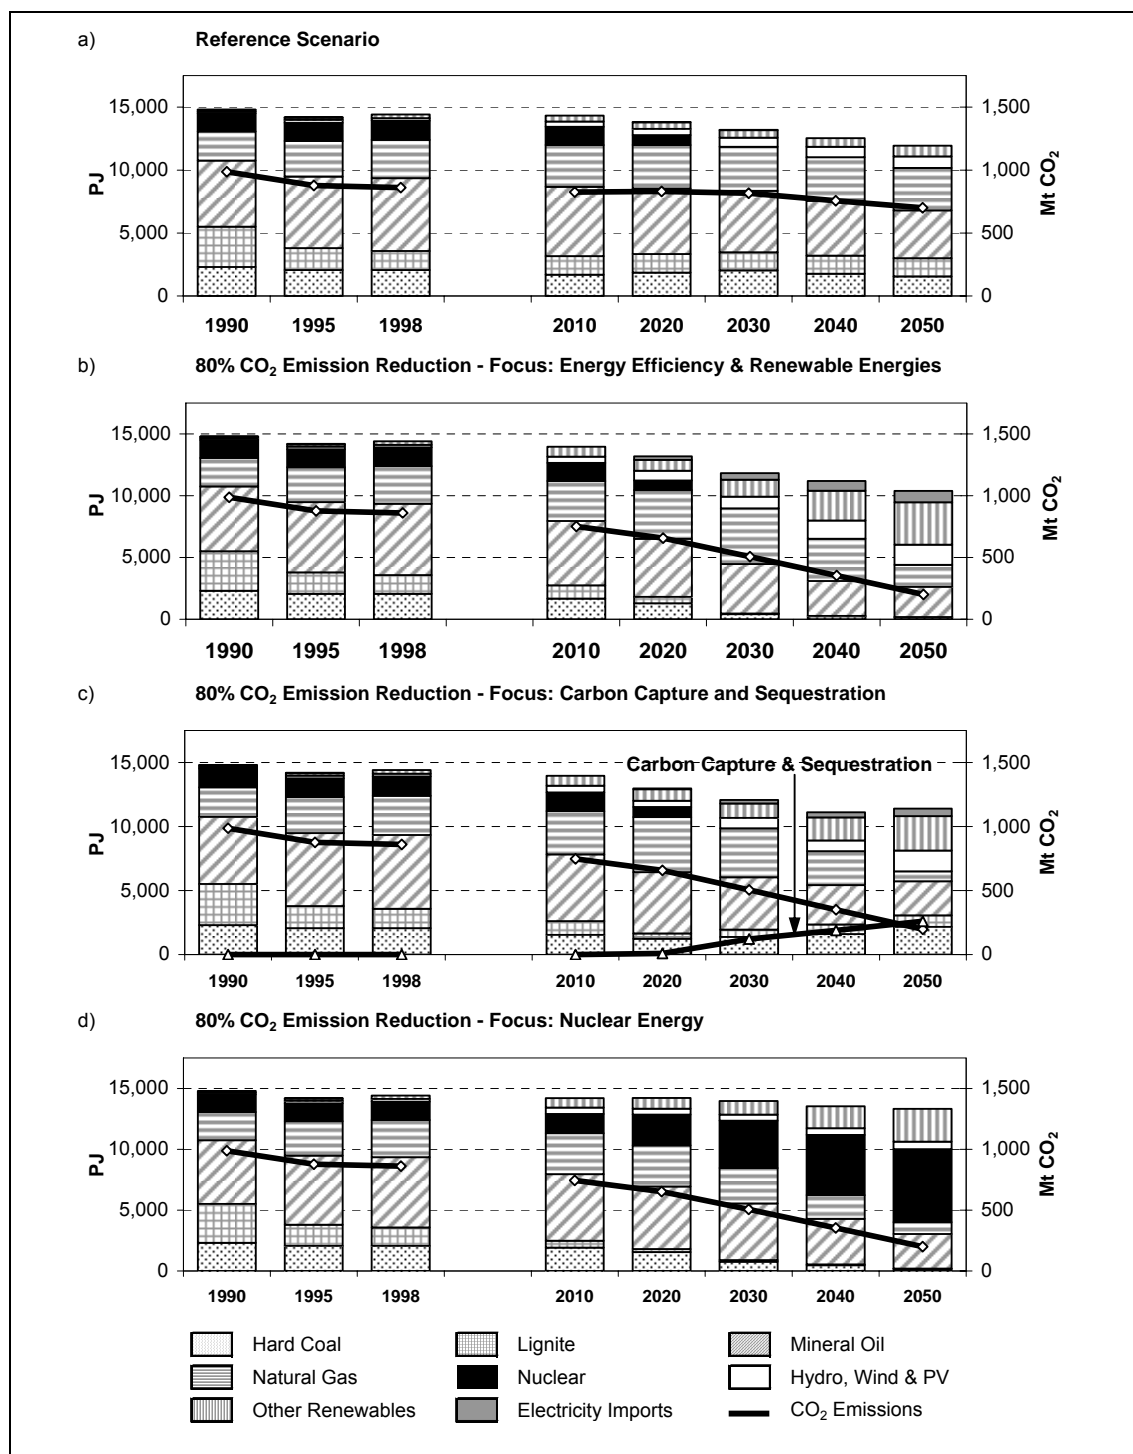 a) Reference Scenario
15,000 1,500
10,000 1,000
5,000 500
0 0
PJ Mt CO2
1990 1995 1998 2010 2020 2030 2040 2050
b) 80% CO2 Emission Reduction - Focus: Energy Efficiency & Renewable Energies
15,000 1,500
10,000 1,000
5,000 500
0 0
PJ Mt CO2
1990 1995 1998 2010 2020 2030 2040 2050
c) 80% CO2 Emission Reduction - Focus: Carbon Capture and Sequestration
15,000 1,500
Carbon Capture & Sequestration
10,000 1,000
5,000 500
0 0
PJ Mt CO2
1990 1995 1998 2010 2020 2030 2040 2050
d) 80% CO2 Emission Reduction - Focus: Nuclear Energy
15,000 1,500
10,000 1,000
5,000 500
0 0
PJ Mt CO2
1990 1995 1998 2010 2020 2030 2040 2050
Hard Coal Lignite Mineral Oil
Natural Gas Nuclear Hydro, Wind & PV
Other Renewables Electricity Imports CO2 Emissions